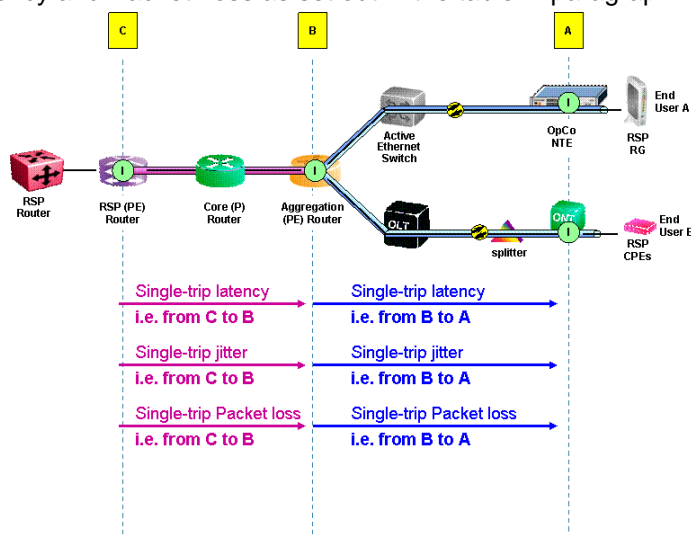 C
B
A
End
User A
Active
Ethernet
Switch
OpCo
NTE
RSP
RG
I
I
I
I
RSP
Router
RSP (PE)
Router
Core (P)
Router
Aggregation
(PE) Router
OLT
splitter
ONT
RSP
CPEs
End
User
Single-trip latency
i.e. from C to B
Single-trip latency
i.e. from B to A
Single-trip jitter
i.e. from C to B
Single-trip jitter
i.e. from B to A
Single-trip Packet loss
i.e. from C to B
Single-trip Packet loss
i.e. from B to A